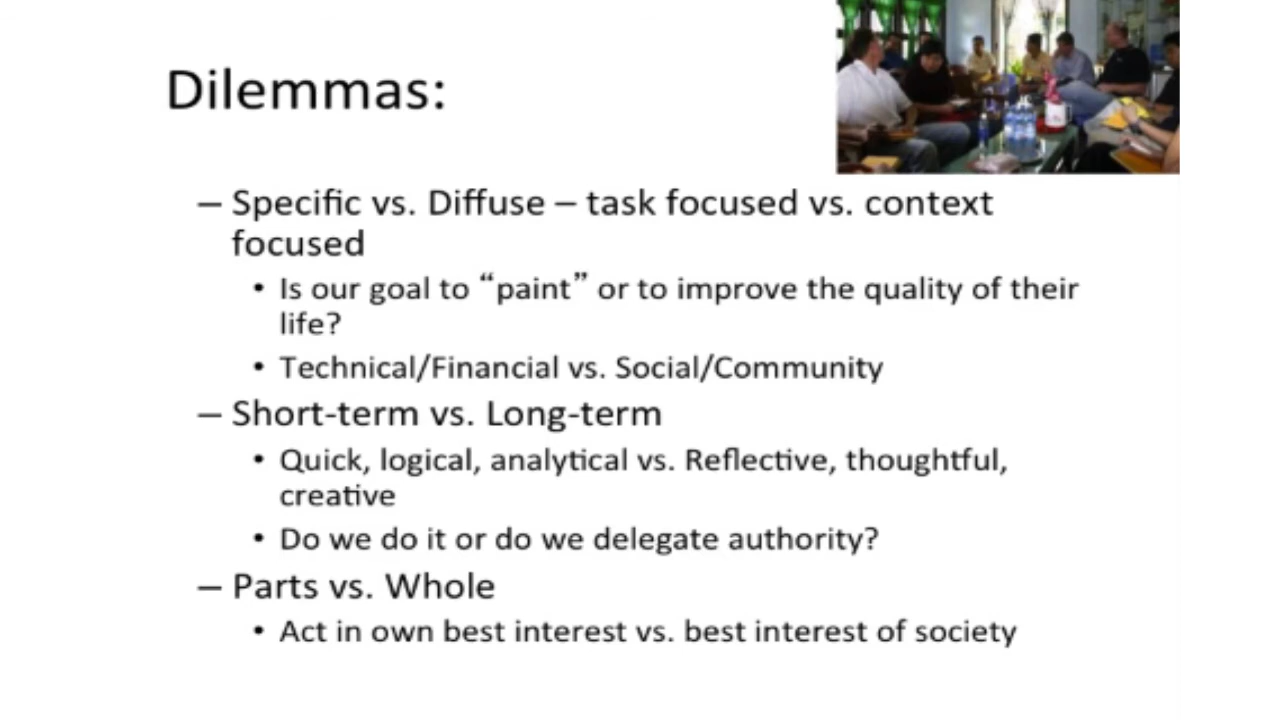 Dilemmas:
– Specific vs. Diffuse – task focused vs. context
focused
• Is our goal to “paint” or to improve the quality of their
life?
• Technical/Financial vs. Social/Community
– Short-term vs. Long-term
• Quick, logical, analytical vs. Reflective, thoughtful,
creative
• Do we do it or do we delegate authority?
– Parts vs. Whole
• Act in own best interest vs. best interest of society